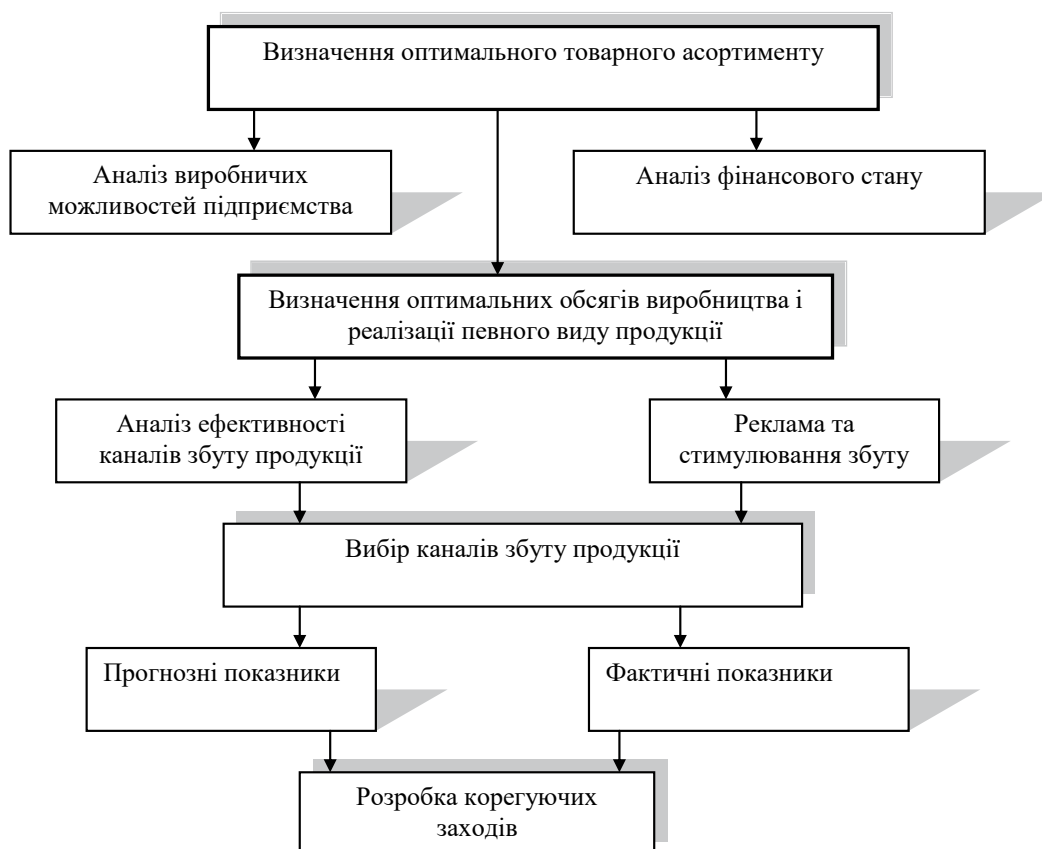 Визначення оптимального товарного асортименту
Аналіз виробничих
можливостей підприємства
Аналіз фінансового стану
Визначення оптимальних обсягів виробництва і
реалізації певного виду продукції
Аналіз ефективності
каналів збуту продукції
Реклама та
стимулювання збуту
Вибір каналів збуту продукції
Прогнозні показники
Фактичні показники
Розробка корегуючих
заходів